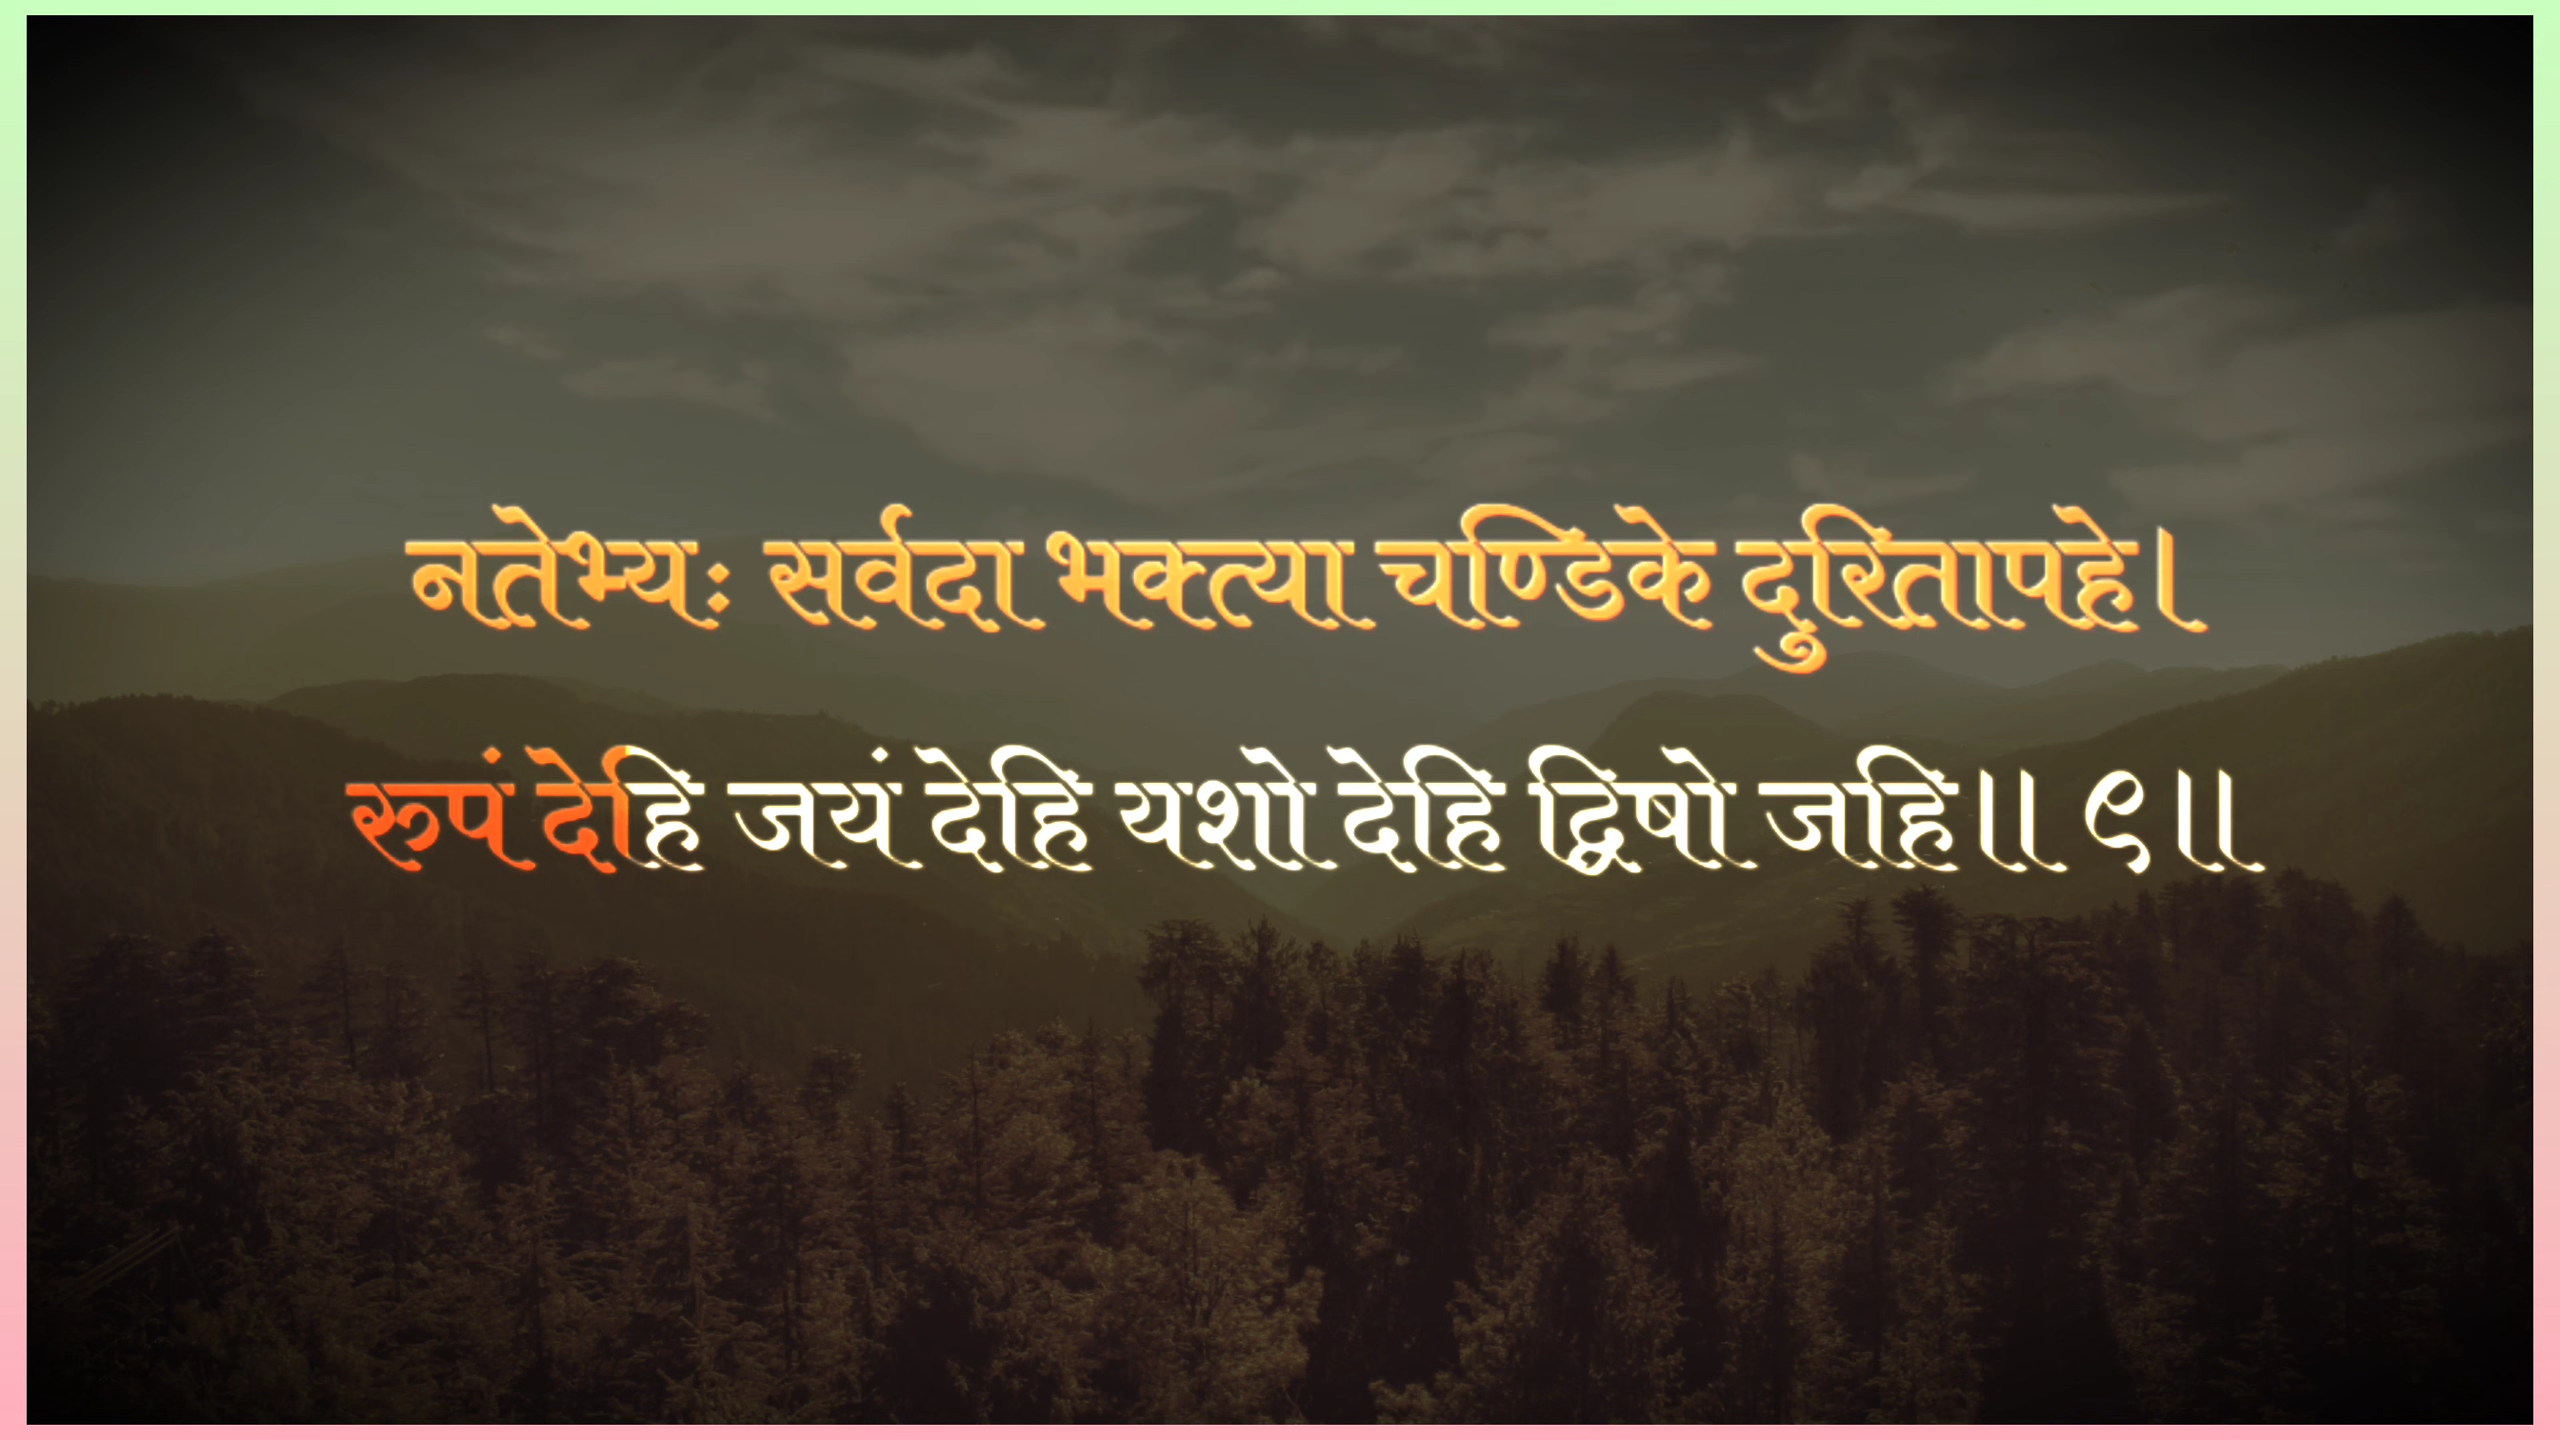 नतेभ्यः सर्वदा भक्त्या चण्डिके दुरितापहे।
रूपं देहि जयं देहि यशो देहि द्विषो जहि॥ ९॥